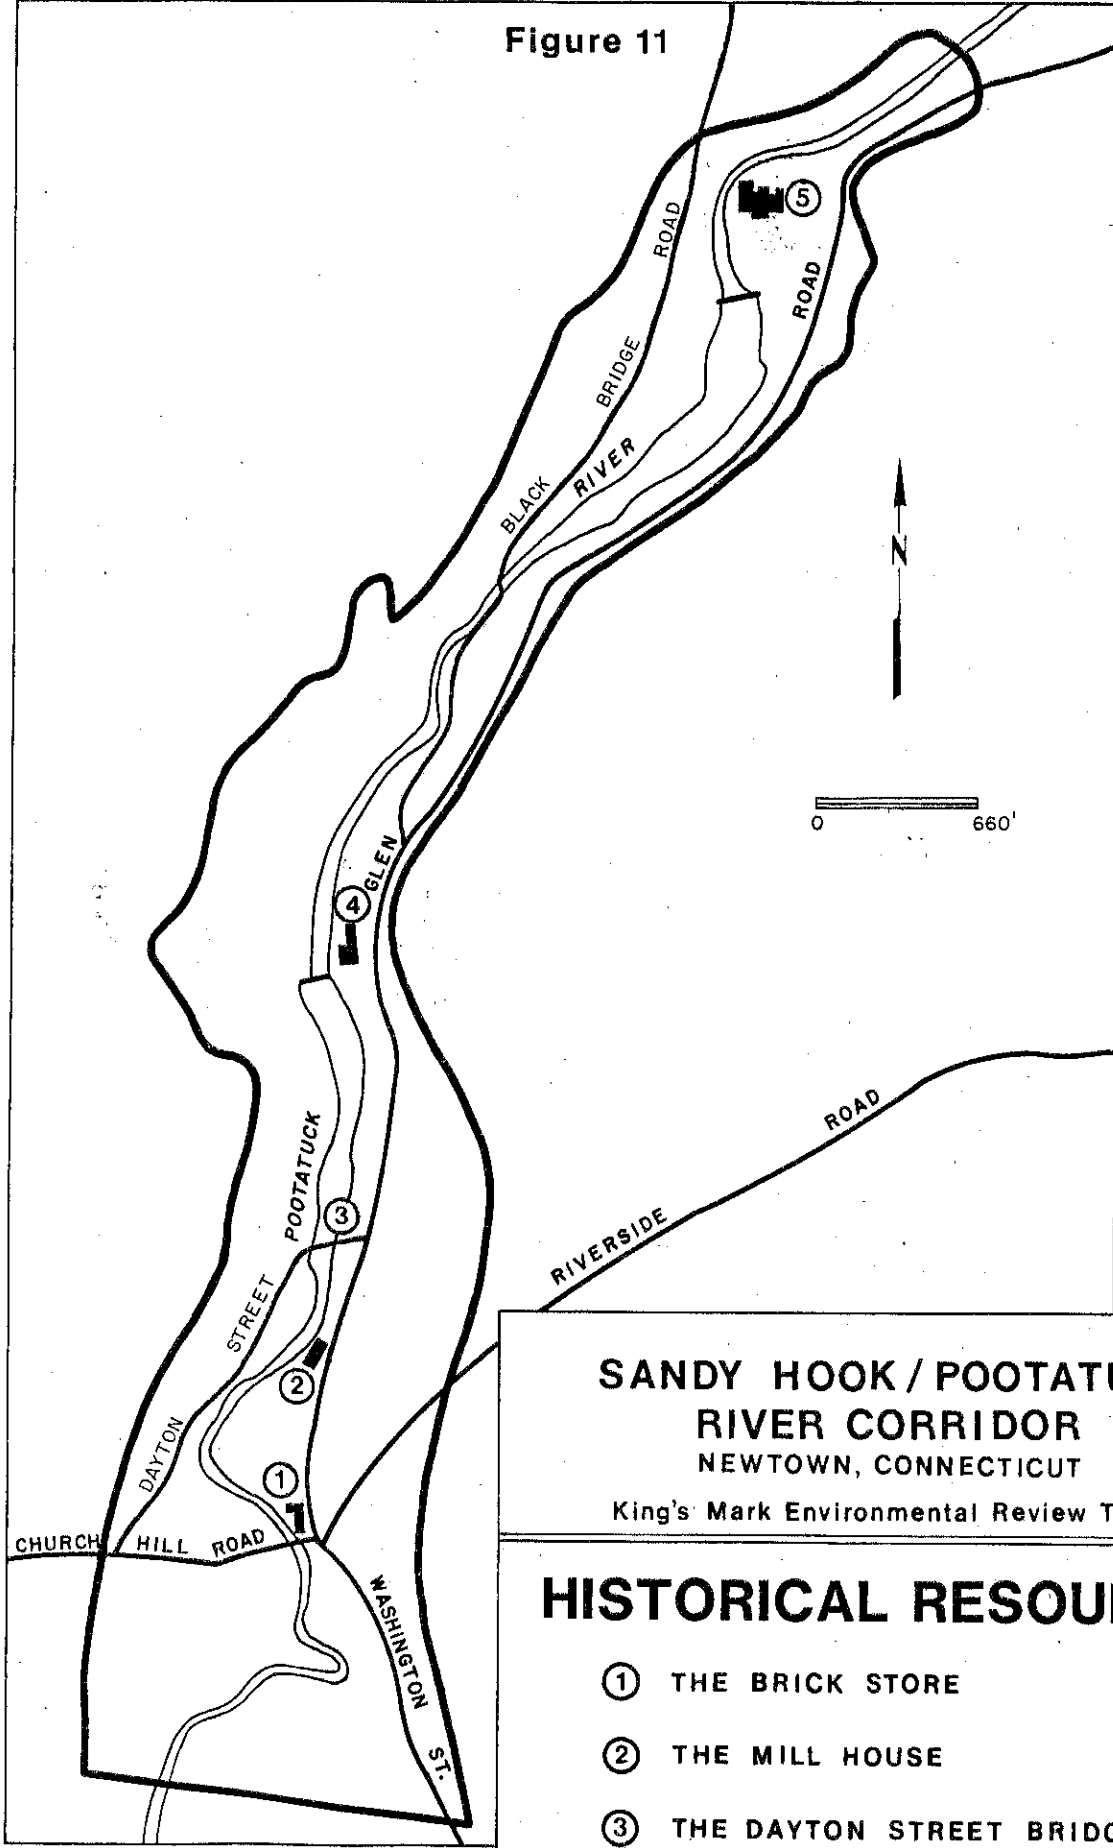 Figure 11
5
ROAD
ROAD
BRIDGE
RIVER
BLACK
N
0 660'
GLEN
4
ROAD
POOTATUCK
3
RIVERSIDE
STREET
2
DAYTON
1
CHURCH HILL ROAD
WASHINGTON ST.
SANDY HOOK / POOTATU
RIVER CORRIDOR
NEWTOWN, CONNECTICUT
King's Mark Environmental Review T
HISTORICAL RESOU
1 THE BRICK STORE
2 THE MILL HOUSE
3 THE DAYTON STREET BRIDG